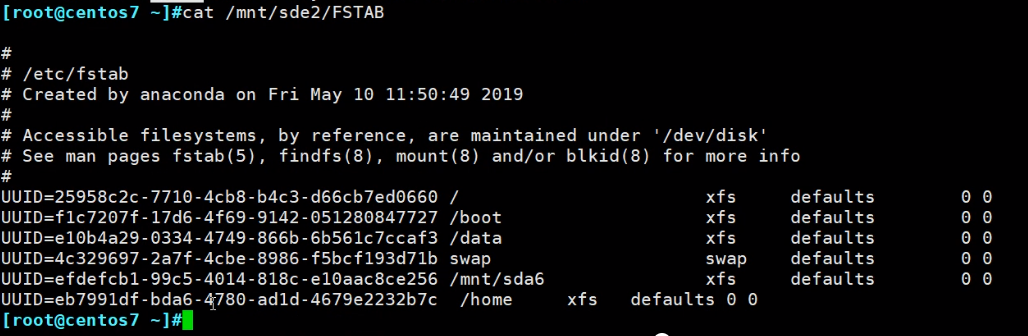 [root@centos7 ~]#cat /mnt/sde2/FSTAB
#
# /etc/fstab
# Created by anaconda on Fri May 10 11:50:49 2019
#
# Accessible filesystems, by reference, are maintained under '/dev/disk'
# See man pages fstab(5), findfs(8), mount(8) and/or blkid(8) for more info
#
UUID=25958c2c-7710-4cb8-b4c3-d66cb7ed0660 / xfs defaults 0 0
UUID=f1c7207f-17d6-4f69-9142-051280847727 /boot xfs defaults 0 0
UUID=e10b4a29-0334-4749-866b-6b561c7ccaf3 /data xfs defaults 0 0
UUID=4c329697-2a7f-4cbe-8986-f5bcf193d71b swap swap defaults 0 0
UUID=efdefcb1-99c5-4014-818c-e10aac8ce256 /mnt/sda6 xfs defaults 0 0
UUID=eb7991df-bda6-4780-ad1d-4679e2232b7c /home xfs defaults 0 0
[root@centos7 ~]#